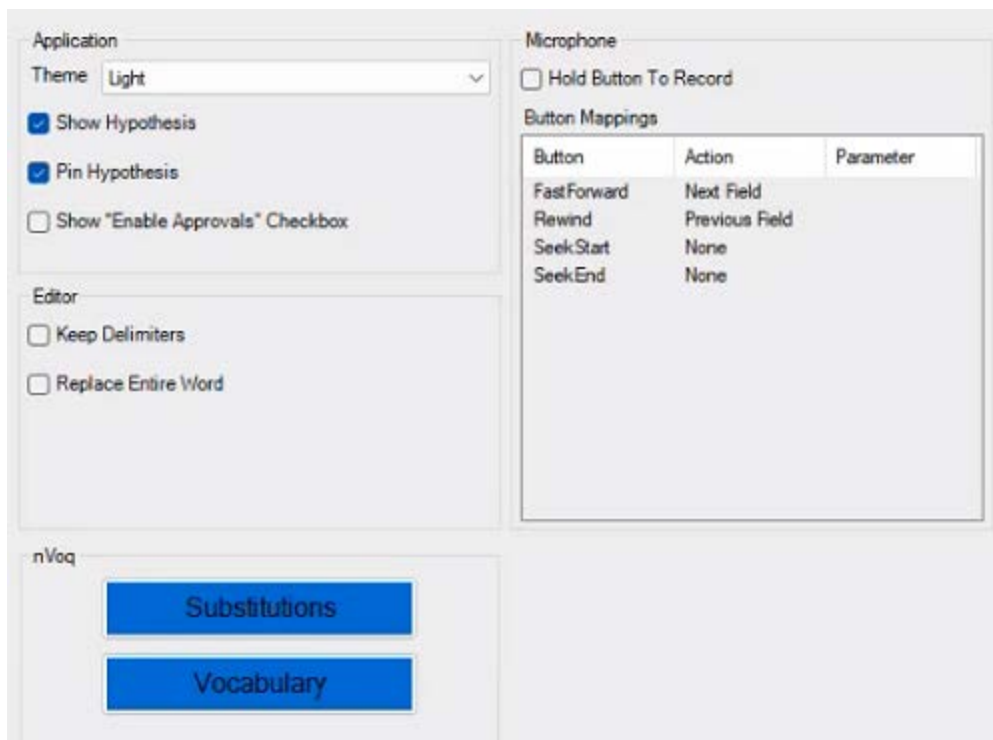 Application
Theme Light
Show Hypothesis
Pin Hypothesis
Show "Enable Approvals" Checkbox
Editor
Keep Delimiters
Replace Entire Word
nVoq
Substitutions
Vocabulary
Microphone
Hold Button To Record
Button Mappings
Button Action Parameter
FastForward Next Field
Rewind Previous Field
SeekStart None
SeekEnd None